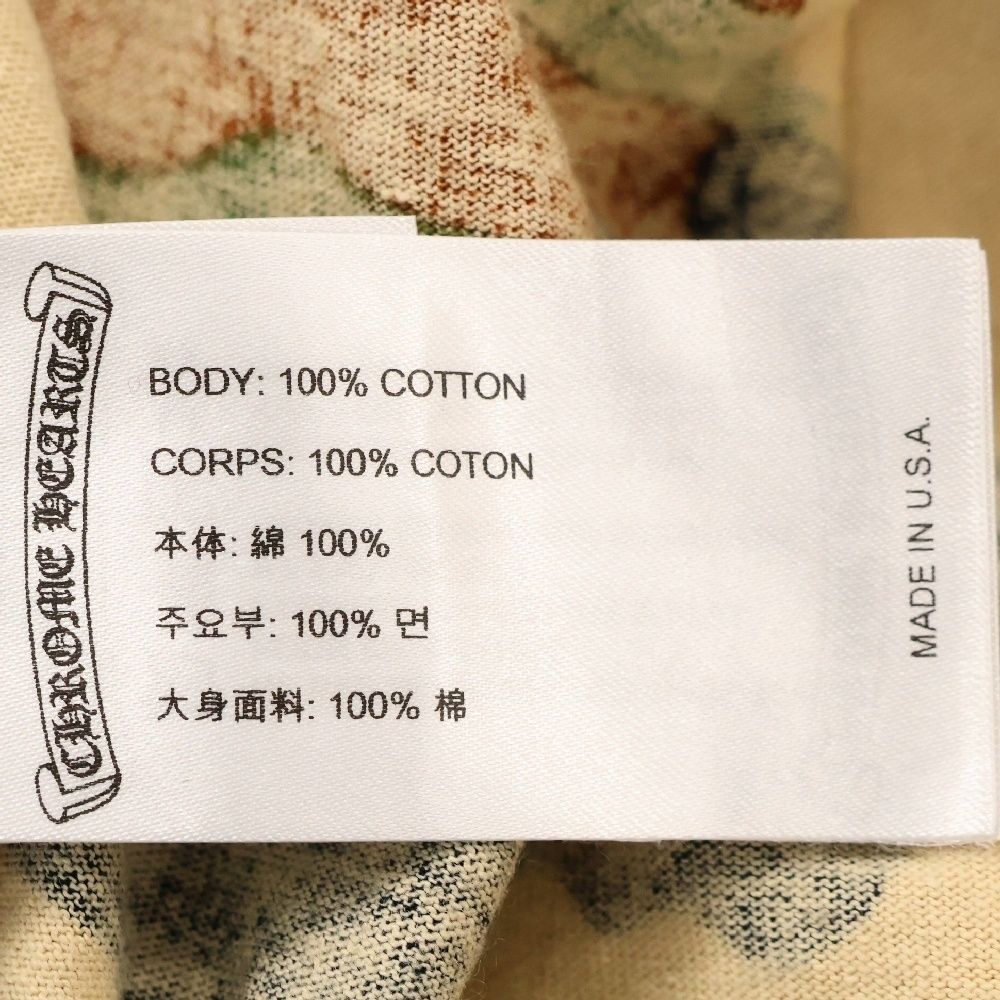 CHROME HEARTS
BODY: 100% COTTON
CORPS: 100% COTON
本体: 綿 100%
주요부: 100% 면
大身面料: 100% 棉
MADE IN U.S.A.